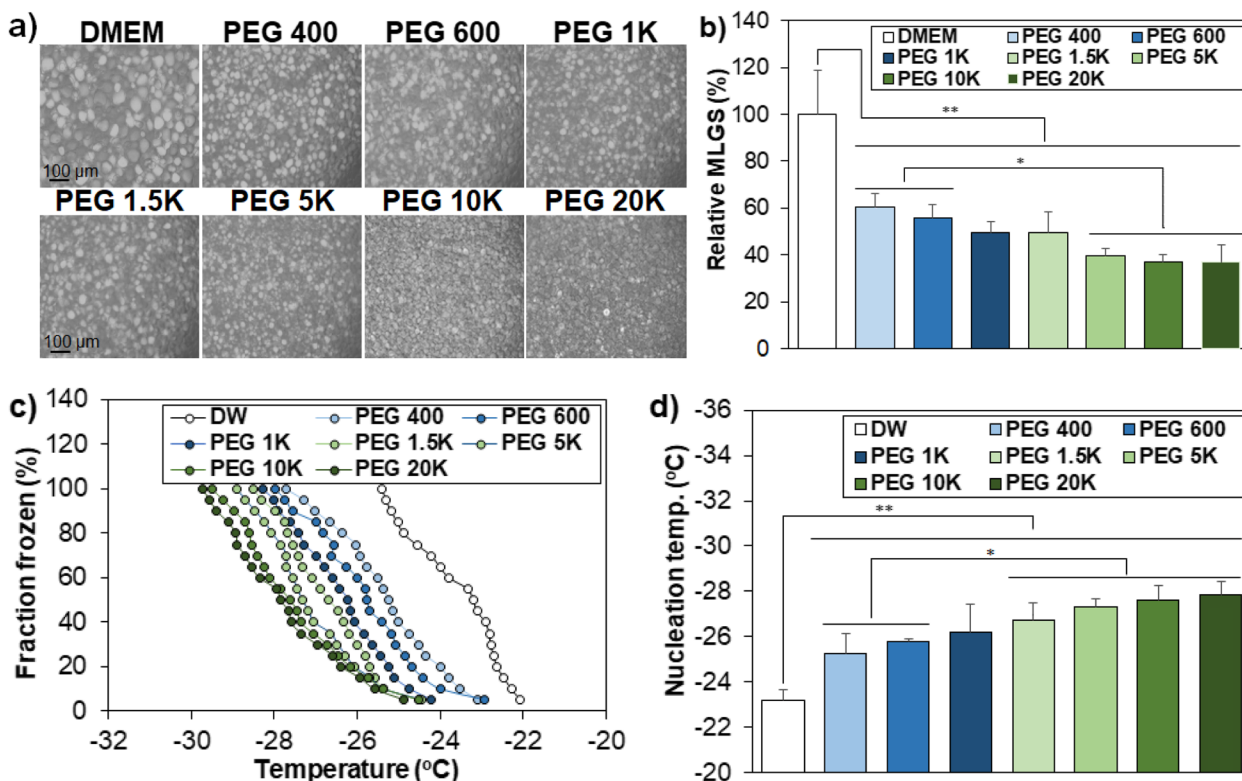 a)
DMEM PEG 400 PEG 600 PEG 1K
100 µm
PEG 1.5K PEG 5K PEG 10K PEG 20K
100 µm
b)
Relative MLGS (%)
140
120
100
80
60
40
20
0
DMEM PEG 400 PEG 600
PEG 1K PEG 1.5K PEG 5K
PEG 10K PEG 20K
**
*
c)
Fraction frozen (%)
140
120
100
80
60
40
20
0
DW PEG 400 PEG 600
PEG 1K PEG 1.5K PEG 5K
PEG 10K PEG 20K
-32 -30 -28 -26 -24 -22 -20
Temperature (°C)
d)
Nucleation temp. (°C)
-36
-34
-32
-30
-28
-26
-24
-22
-20
DW PEG 400 PEG 600
PEG 1K PEG 1.5K PEG 5K
PEG 10K PEG 20K
**
*